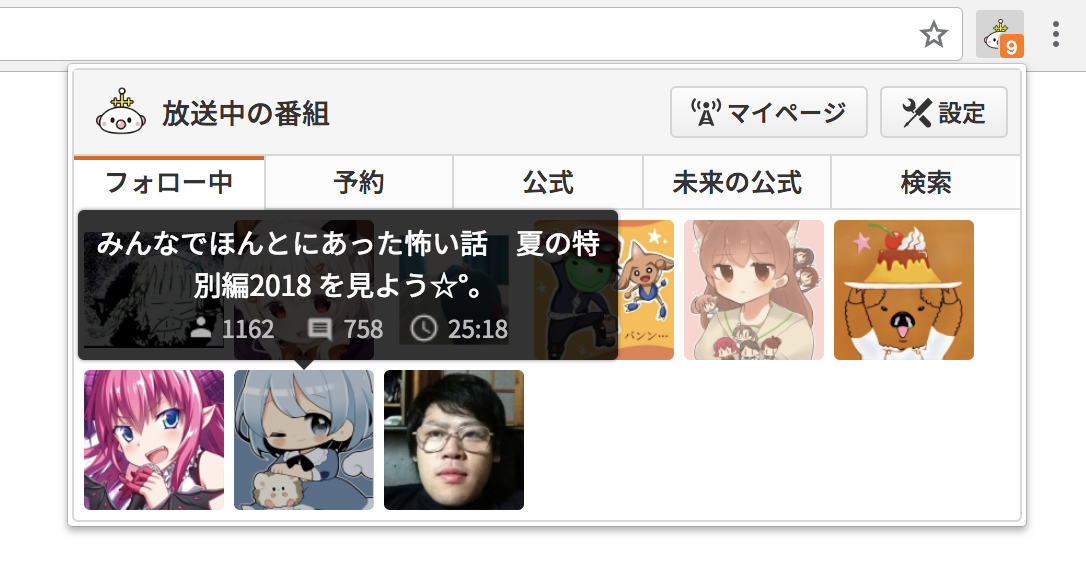 9
放送中の番組
マイページ
設定
フォロー中
予約
公式
未来の公式
検索
みんなでほんとにあった怖い話　夏の特
別編2018 を見よう☆°。
1162 758 25:18
パンン…